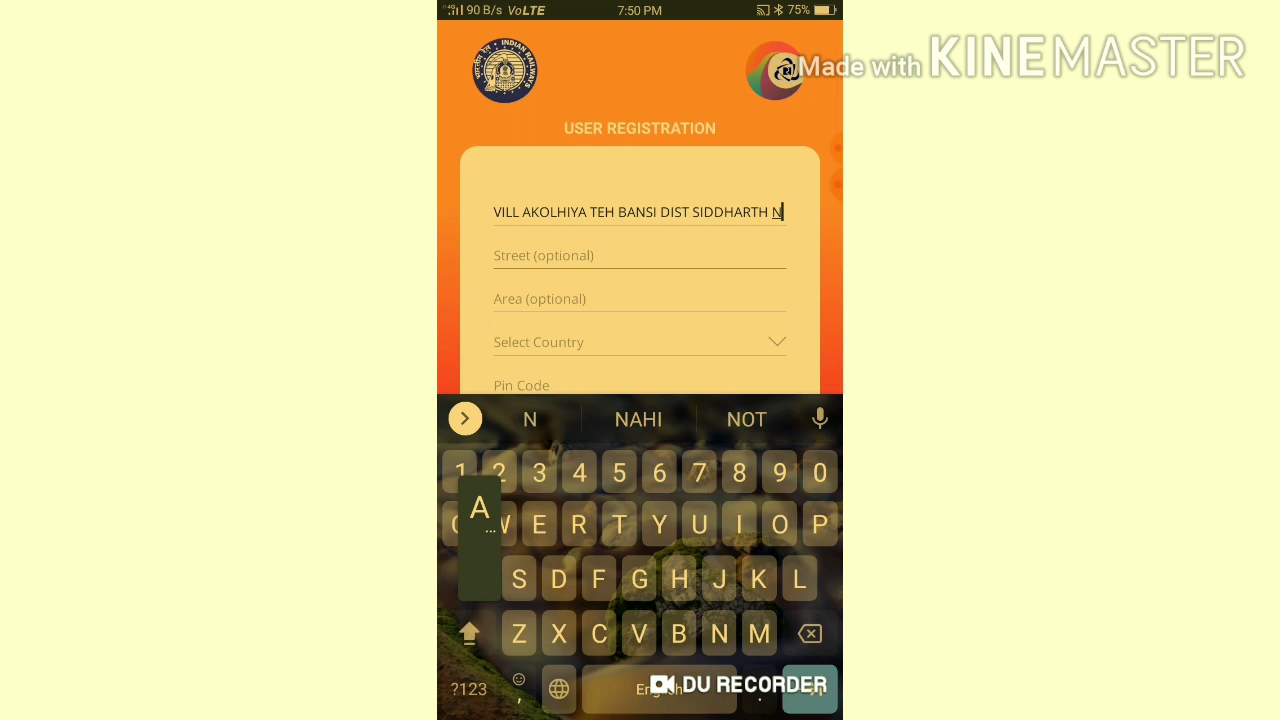 90 B/s VoLTE 7:50 PM 75%
INDIAN RAILWAYS
Made with KINEMASTER
USER REGISTRATION
VILL AKOLHIYA TEH BANSI DIST SIDDHARTH N
Street (optional)
Area (optional)
Select Country
Pin Code
N NAHI NOT
1 2 3 4 5 6 7 8 9 0
A
...
W E R T Y U I O P
S D F G H J K L
Z X C V B N M
?123 , .
DU RECORDER